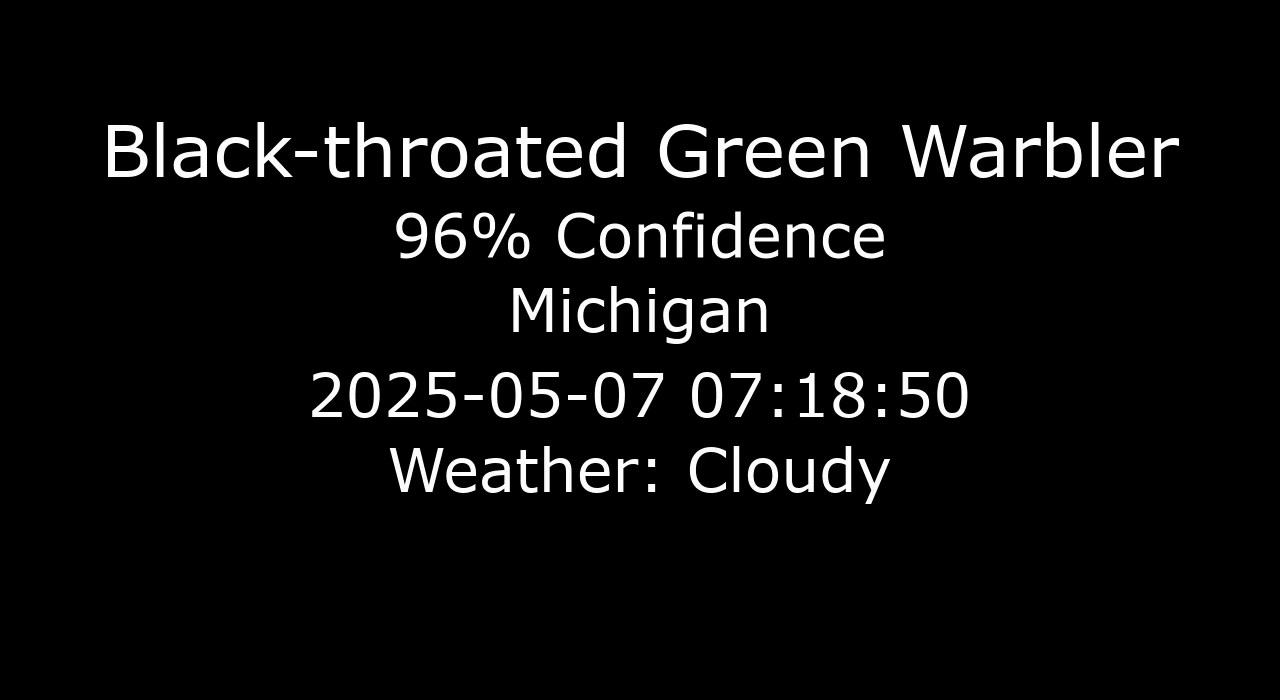 Black-throated Green Warbler
96% Confidence
Michigan
2025-05-07 07:18:50
Weather: Cloudy